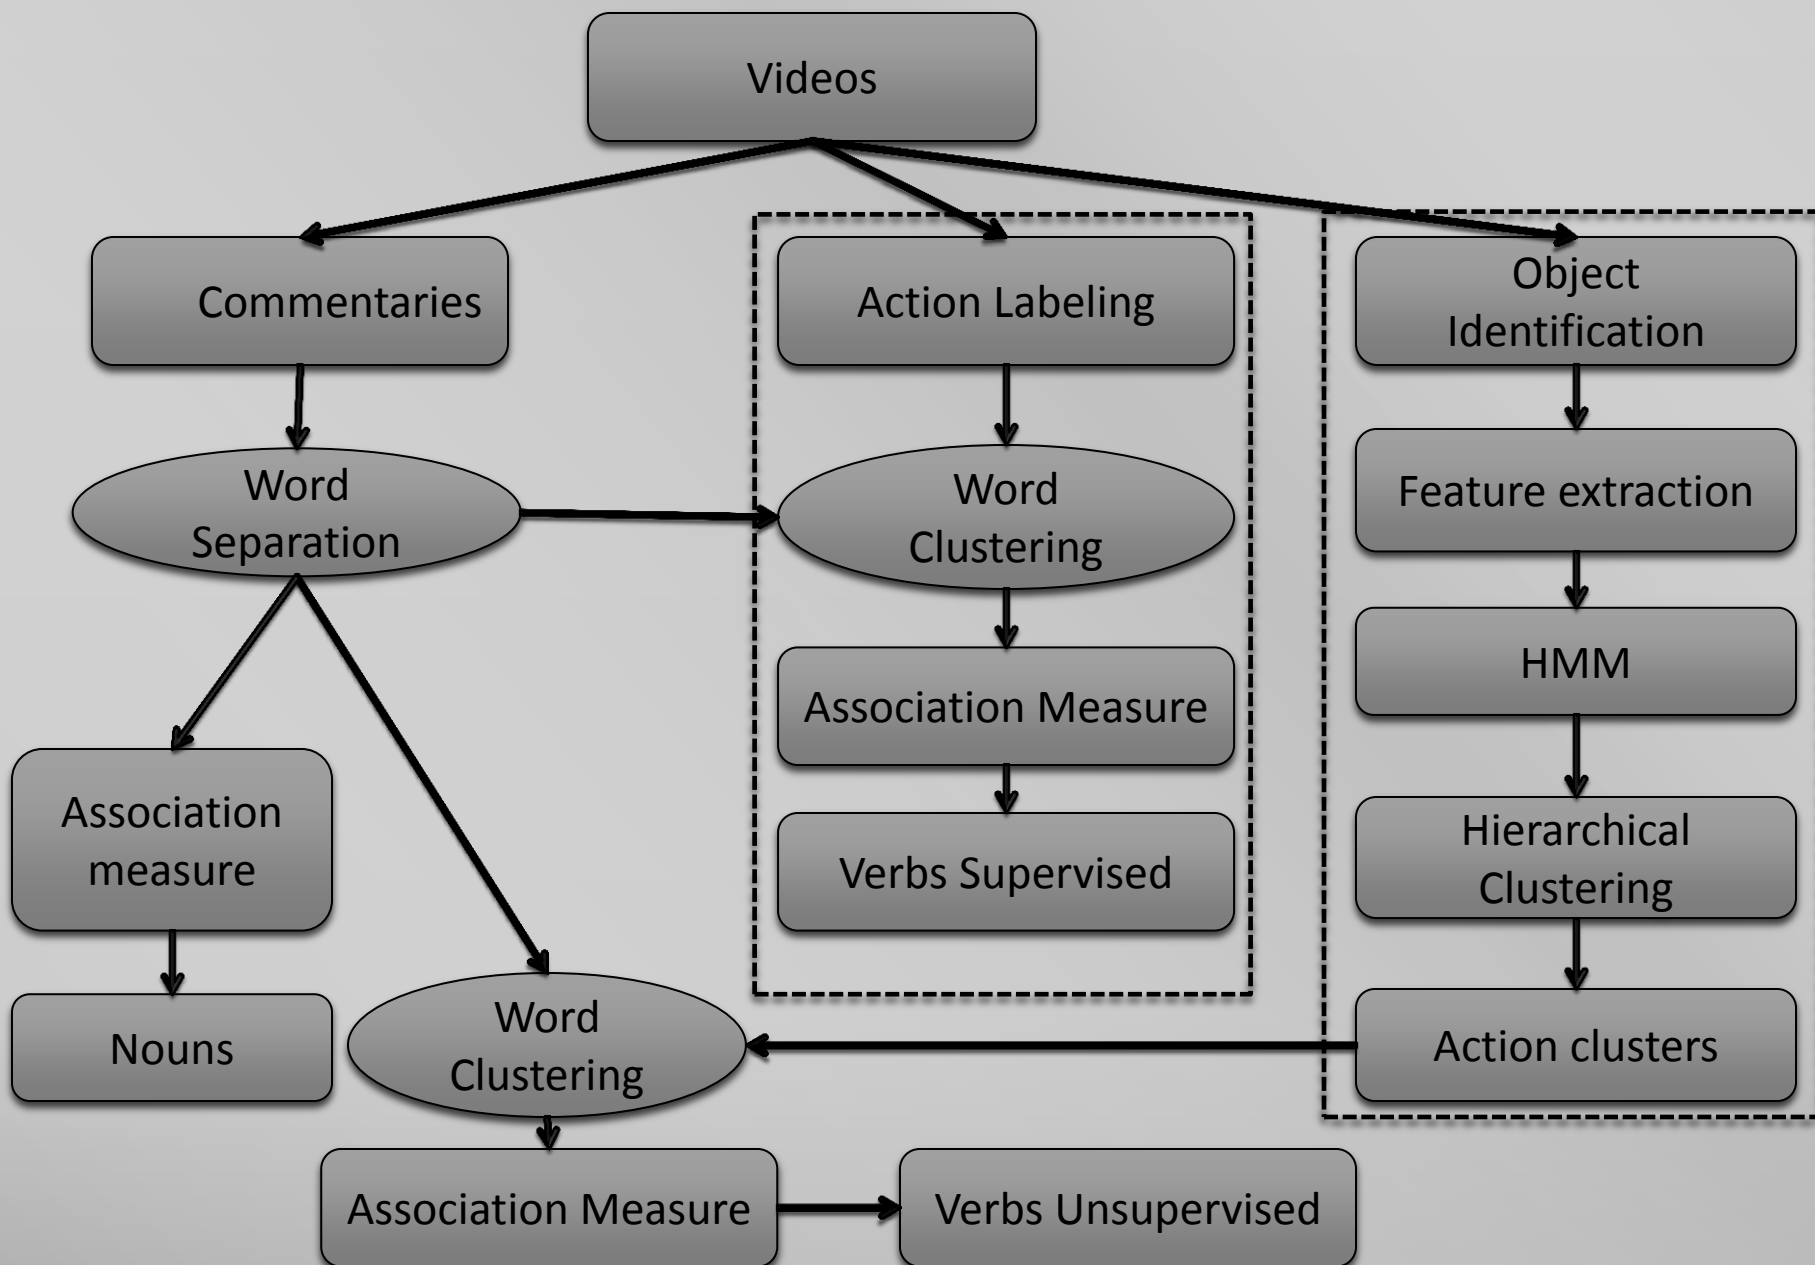 Videos
Commentaries
Action Labeling
Object
Identification
Word
Separation
Word
Clustering
Feature extraction
HMM
Association Measure
Association
measure
Verbs Supervised
Hierarchical
Clustering
Nouns
Word
Clustering
Action clusters
Association Measure
Verbs Unsupervised